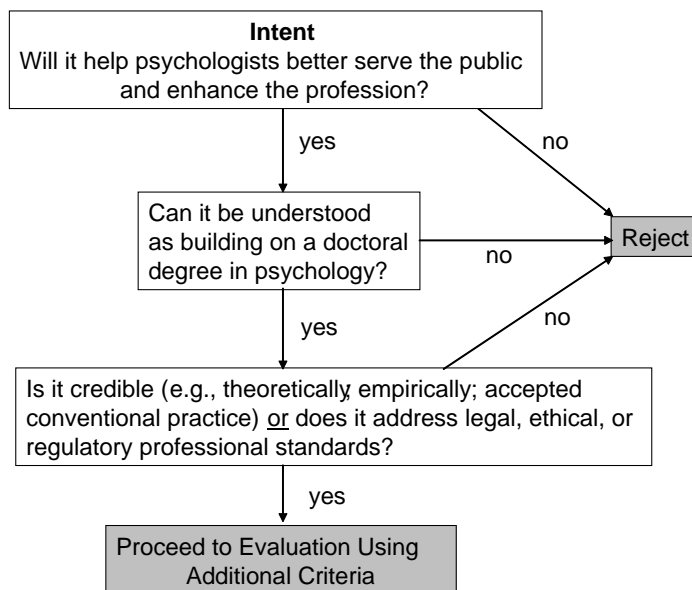 Intent
Will it help psychologists better serve the public
and enhance the profession?
yes
no
Can it be understood
as building on a doctoral
degree in psychology?
no
Reject
yes
no
Is it credible (e.g., theoretically, empirically; accepted
conventional practice) or does it address legal, ethical, or
regulatory professional standards?
yes
Proceed to Evaluation Using
Additional Criteria